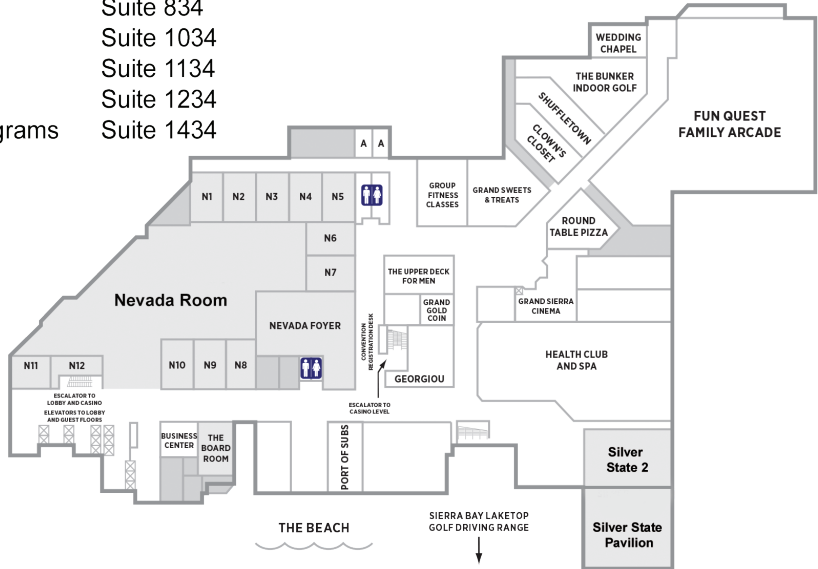 Suite 834
Suite 1034
Suite 1134
Suite 1234
grams Suite 1434
WEDDING
CHAPEL
THE BUNKER
INDOOR GOLF
SHUFFLETOWN
CLOWN'S
CLOSET
FUN QUEST
FAMILY ARCADE
A A
N1 N2 N3 N4 N5
GROUP
FITNESS
CLASSES
GRAND SWEETS
& TREATS
ROUND
TABLE PIZZA
N6
N7
THE UPPER DECK
FOR MEN
GRAND
GOLD
COIN
GRAND SIERRA
CINEMA
Nevada Room
NEVADA FOYER
CONVENTION
REGISTRATION DESK
HEALTH CLUB
AND SPA
N11 N12
N10 N9 N8
GEORGIOU
ESCALATOR TO
LOBBY AND CASINO
ELEVATORS TO LOBBY
AND GUEST FLOORS
ESCALATOR TO
CASINO LEVEL
BUSINESS
CENTER
THE
BOARD
ROOM
PORT OF SUBS
Silver
State 2
Silver State
Pavilion
THE BEACH
SIERRA BAY LAKETOP
GOLF DRIVING RANGE